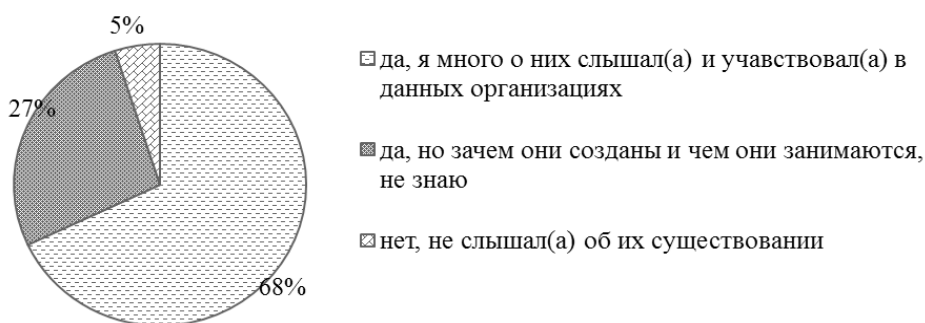 5%
27%
68%
да, я много о них слышал(а) и учавствовал(а) в
данных организациях
да, но зачем они созданы и чем они занимаются,
не знаю
нет, не слышал(а) об их существовании